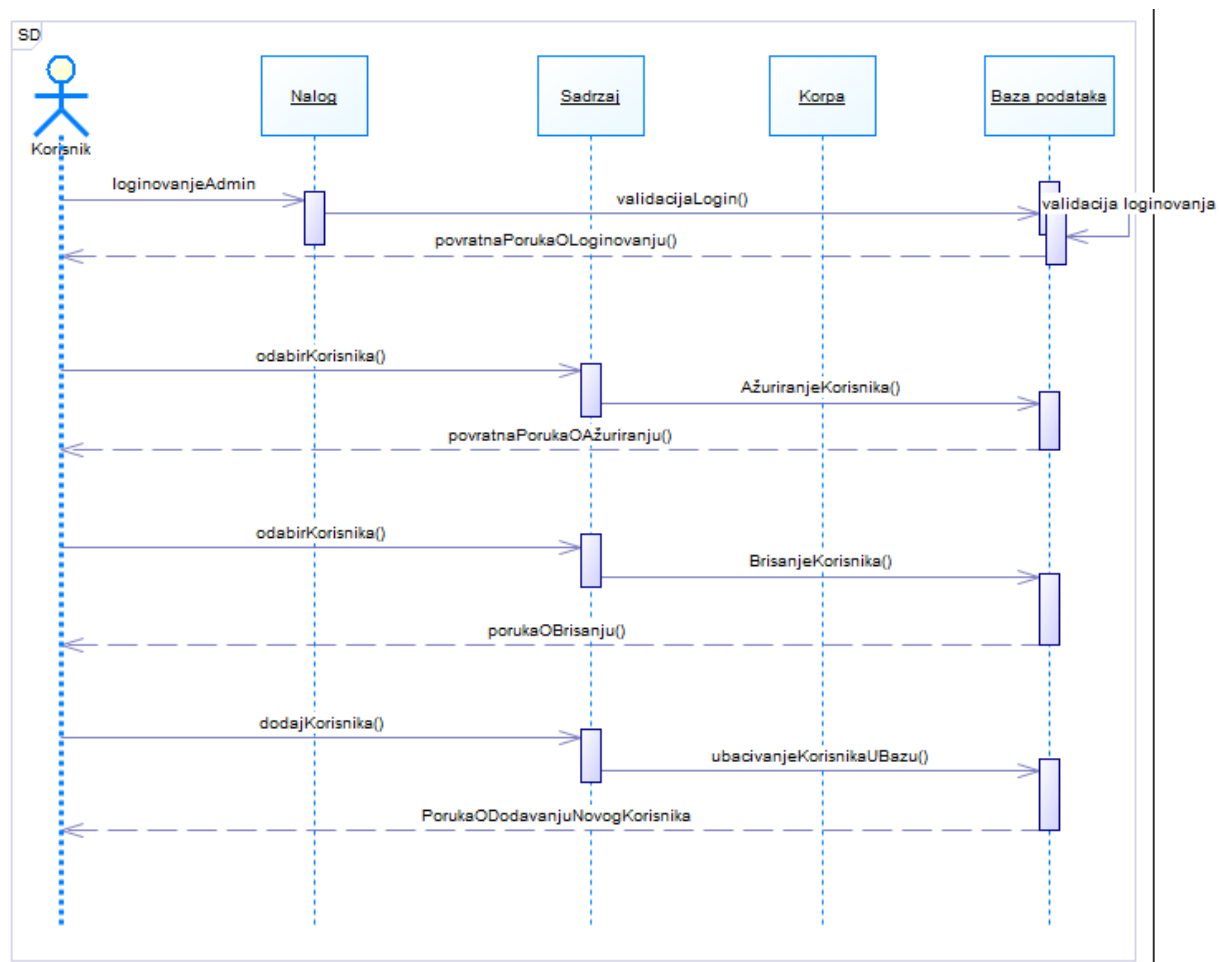 SD
Korisnik
Nalog
Sadrzaj
Korpa
Baza podataka
loginovanjeAdmin
validacijaLogin()
validacija loginovanja
povratnaPorukaOLoginovanju()
odabirKorisnika()
AžuriranjeKorisnika()
povratnaPorukaOAžuriranju()
odabirKorisnika()
BrisanjeKorisnika()
porukaOBrisanju()
dodajKorisnika()
ubacivanjeKorisnikaUBazu()
PorukaODodavanjuNovogKorisnika